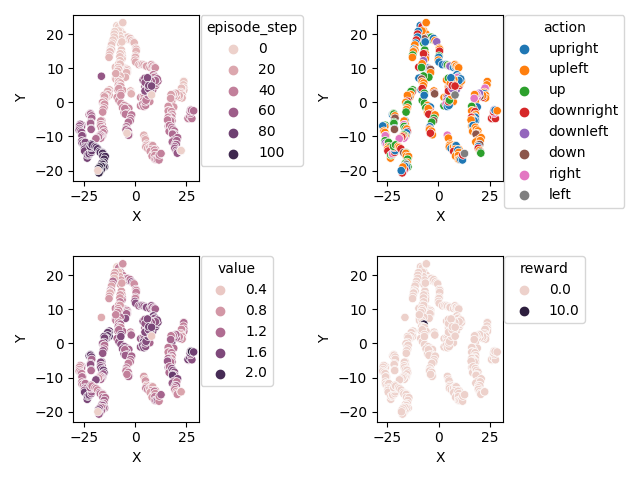 episode_step
0
20
40
60
80
100
20
10
0
−10
−20
Y
−25
0
25
X
action
upright
upleft
up
downright
downleft
down
right
left
20
10
0
−10
−20
Y
−25
0
25
X
value
0.4
0.8
1.2
1.6
2.0
20
10
0
−10
−20
Y
−25
0
25
X
reward
0.0
10.0
20
10
0
−10
−20
Y
−25
0
25
X